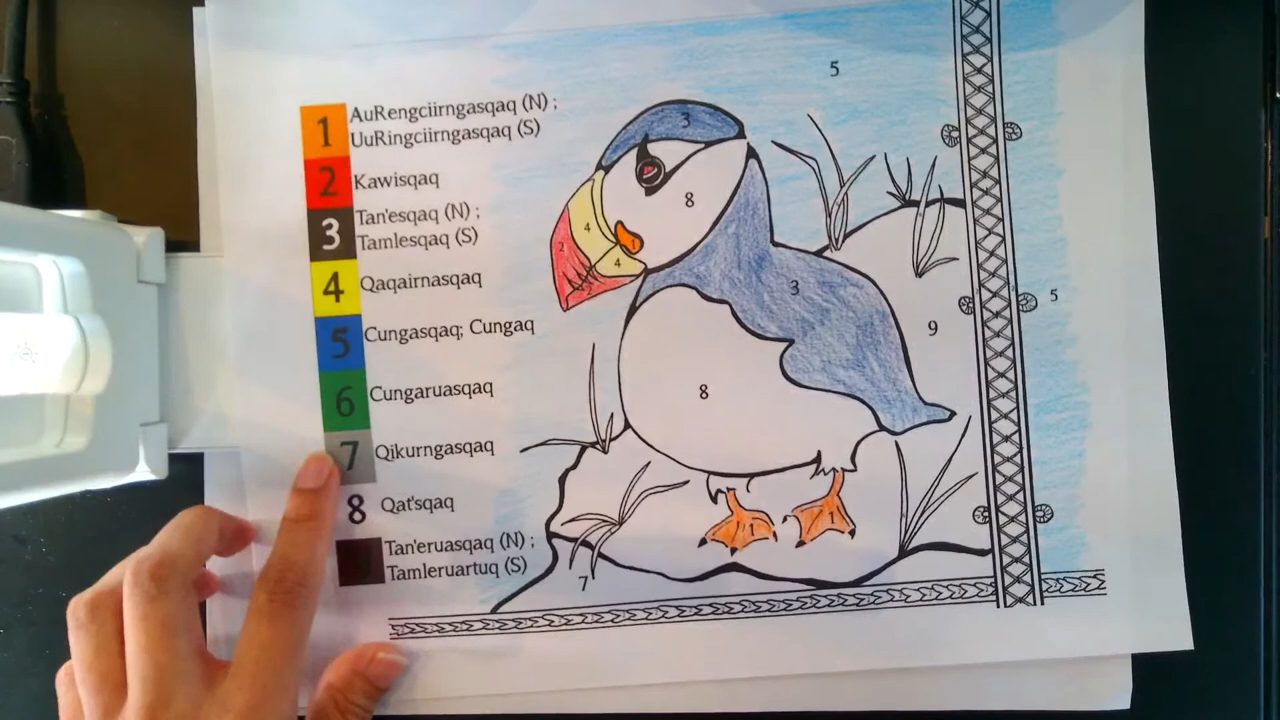 1 AuRengciirngasqaq (N) ;
UuRingciirngasqaq (S)
2 Kawisqaq
3 Tan'esqaq (N) ;
Tamlesqaq (S)
4 Qaqairnasqaq
5 Cungasqaq; Cungaq
6 Cungaruasqaq
7 Qikurngasqaq
8 Qat'sqaq
Tan'eruasqaq (N) ;
Tamleruartuq (S)
5
3
8
4
2
1
4
2
3
5
9
8
1
1
7